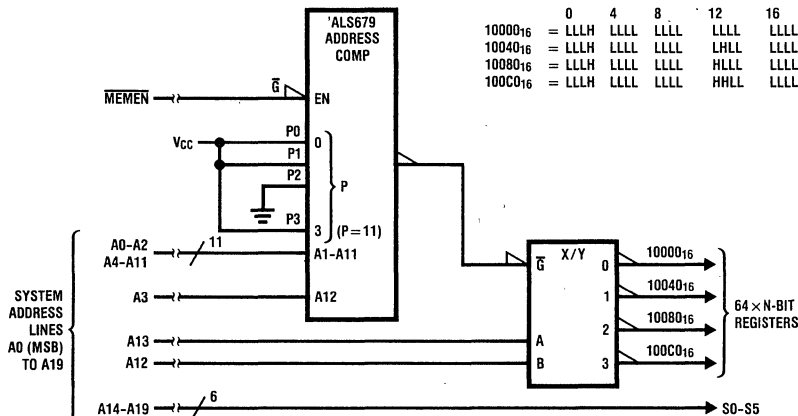 'ALS679
ADDRESS
COMP
0 4 8 12 16
10000₁₆ = LLLH LLLL LLLL LLLL LLLL
10040₁₆ = LLLH LLLL LLLL LHLL LLLL
10080₁₆ = LLLH LLLL LLLL HLLL LLLL
100C0₁₆ = LLLH LLLL LLLL HHLL LLLL
MEMEN
G̅
EN
VCC
P0
0
P1
P2
P
P3
3
(P=11)
A0–A2
A4–A11
11
A1–A11
A3
A12
SYSTEM
ADDRESS
LINES
A0 (MSB)
TO A19
A13
A12
A14–A19
6
S0–S5
X/Y
G̅
A
B
0
1
2
3
10000₁₆
10040₁₆
10080₁₆
100C0₁₆
64 × N-BIT
REGISTERS